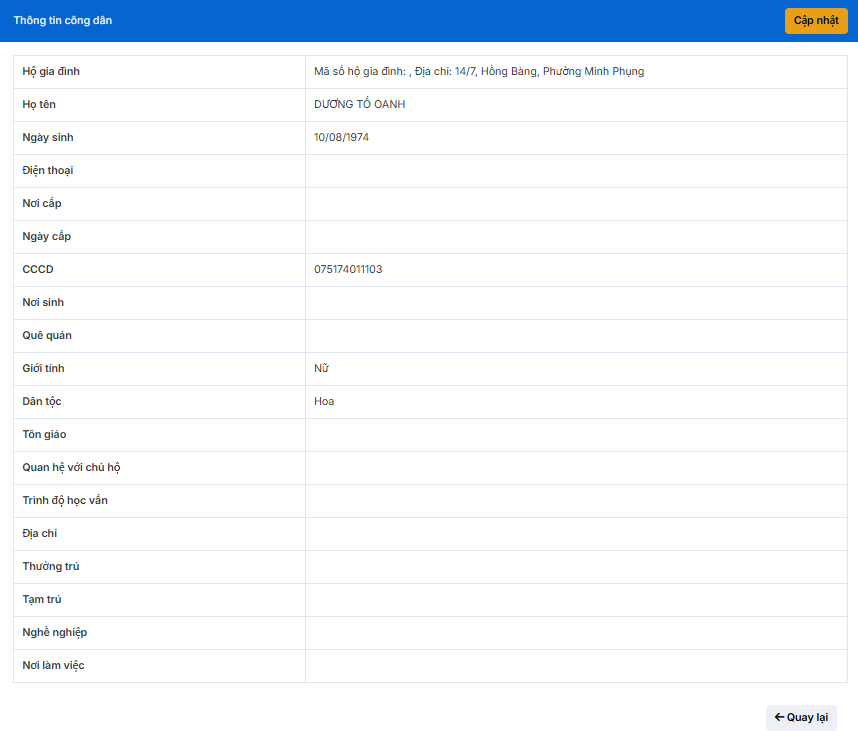 Thông tin công dân
Cập nhật
Hộ gia đình Mã số hộ gia đình: , Địa chỉ: 14/7, Hồng Bàng, Phường Minh Phụng
Họ tên DƯƠNG TỐ OANH
Ngày sinh 10/08/1974
Điện thoại
Nơi cấp
Ngày cấp
CCCD 075174011103
Nơi sinh
Quê quán
Giới tính Nữ
Dân tộc Hoa
Tôn giáo
Quan hệ với chủ hộ
Trình độ học vấn
Địa chỉ
Thường trú
Tạm trú
Nghề nghiệp
Nơi làm việc
Quay lại